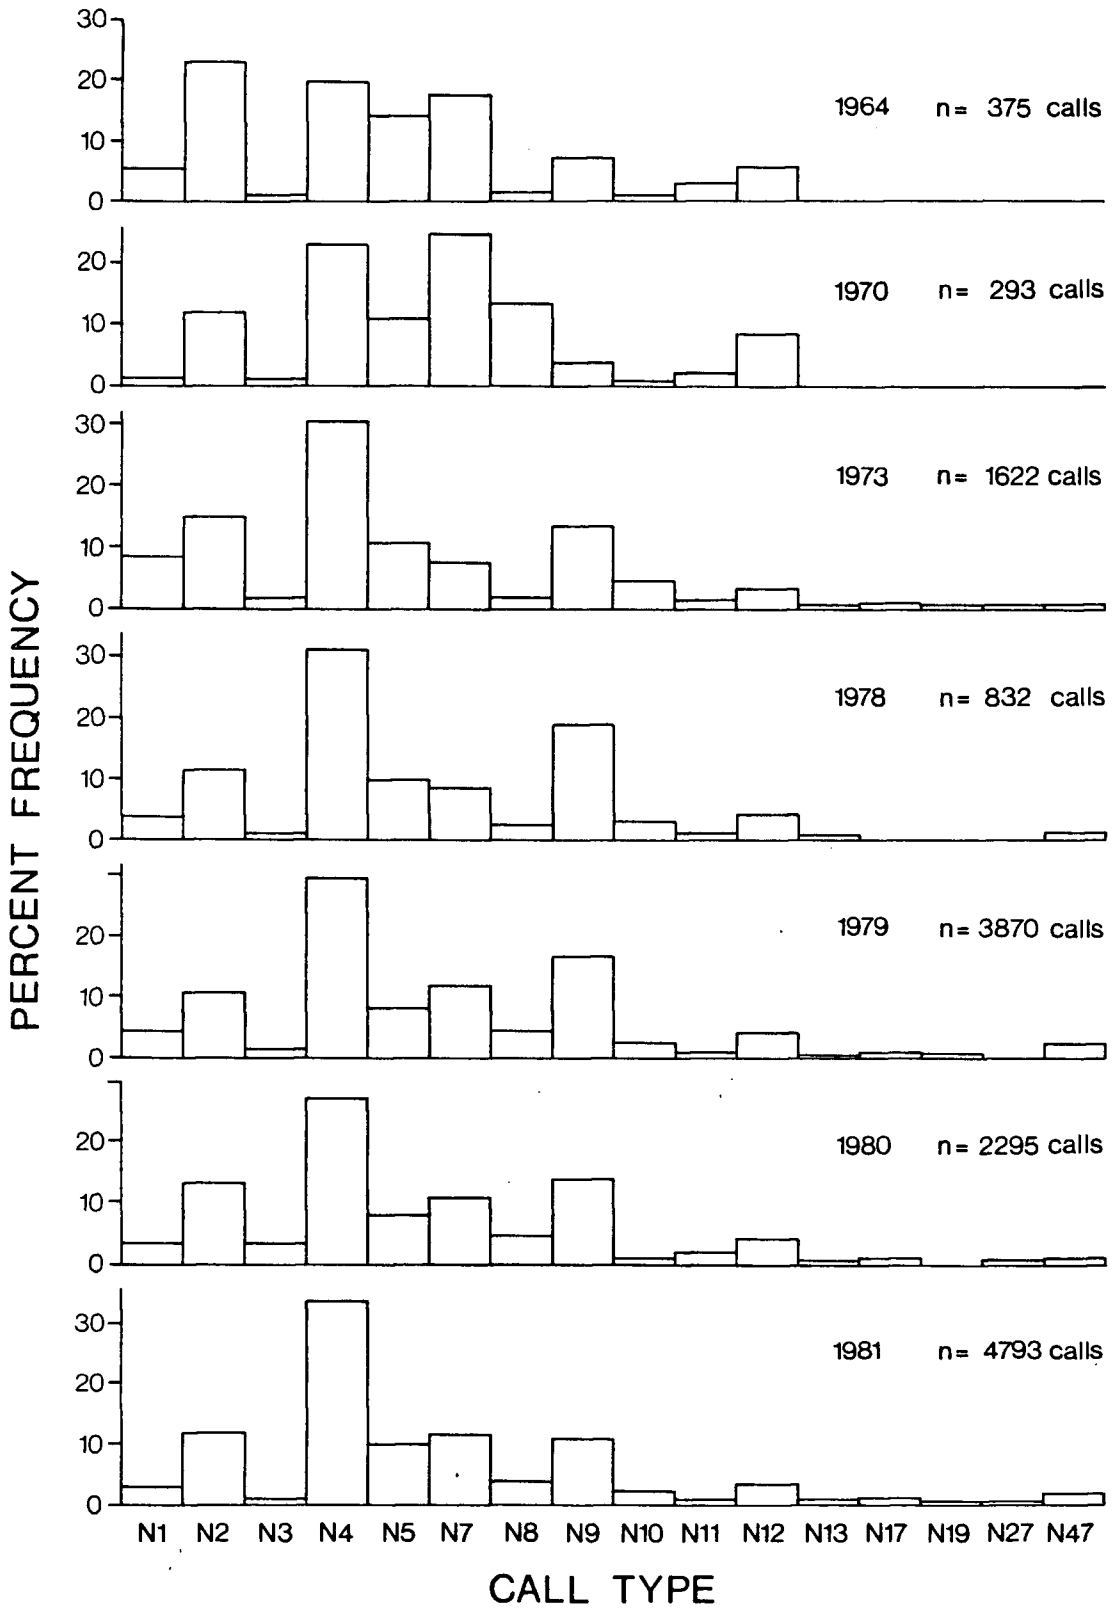 PERCENT FREQUENCY
30
20
10
0
1964 n= 375 calls
20
10
0
1970 n= 293 calls
30
20
10
0
1973 n= 1622 calls
30
20
10
0
1978 n= 832 calls
20
10
0
1979 n= 3870 calls
20
10
0
1980 n= 2295 calls
30
20
10
0
1981 n= 4793 calls
N1 N2 N3 N4 N5 N7 N8 N9 N10 N11 N12 N13 N17 N19 N27 N47
CALL TYPE